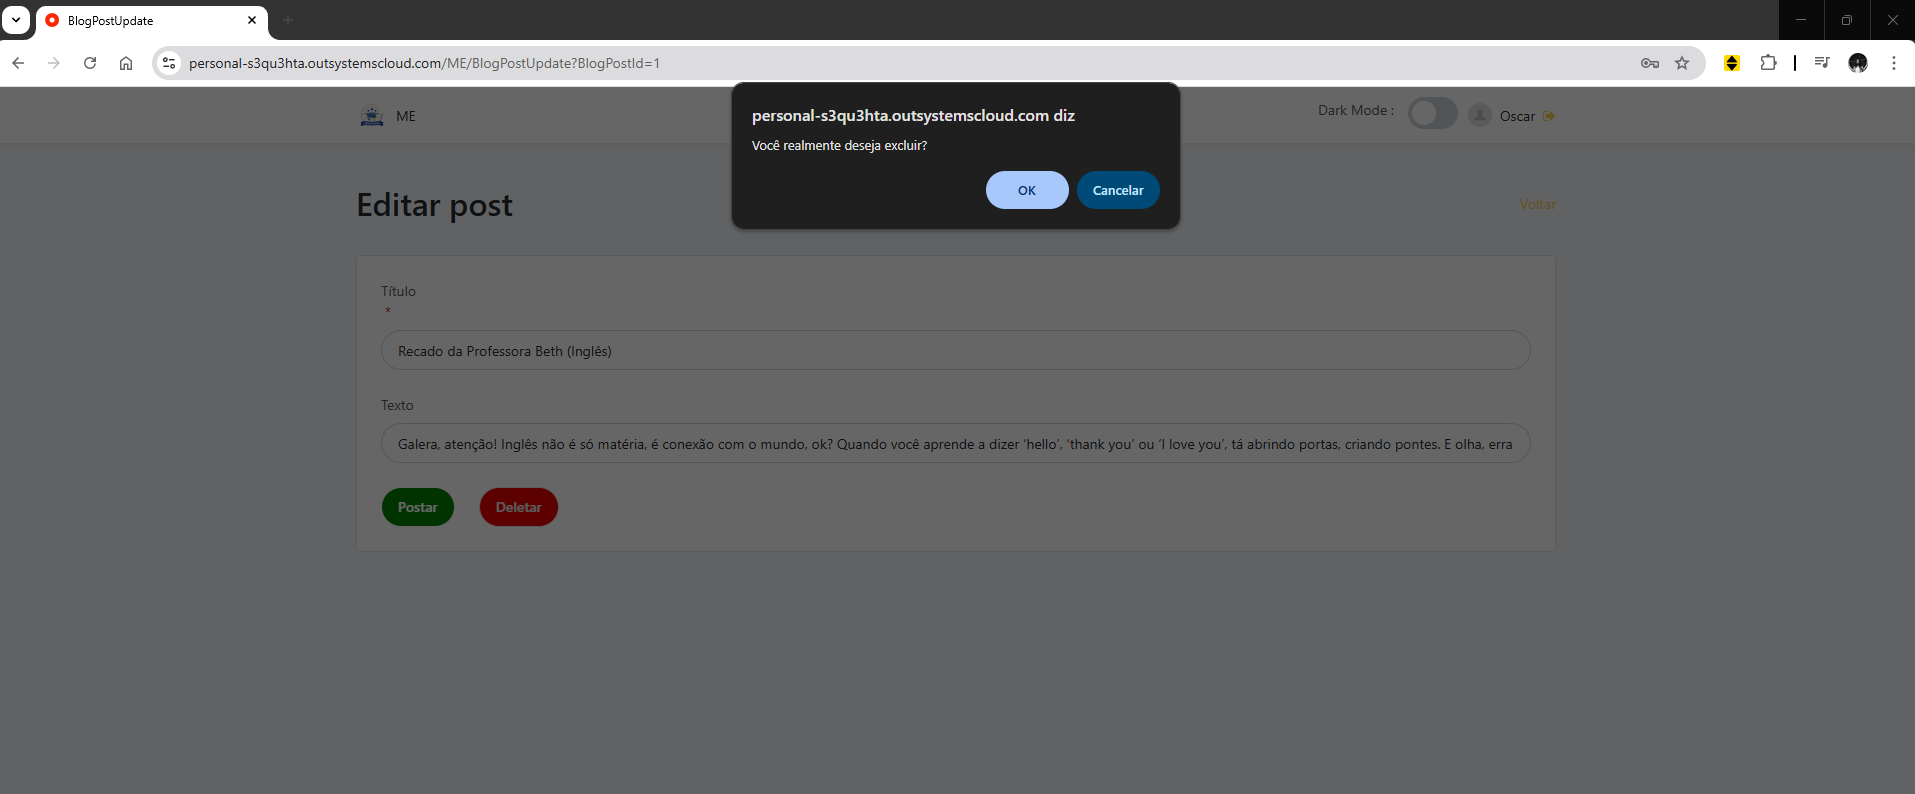 BlogPostUpdate
personal-s3qu3hta.outsystemscloud.com/ME/BlogPostUpdate?BlogPostId=1
personal-s3qu3hta.outsystemscloud.com diz
Você realmente deseja excluir?
OK
Cancelar
ME
Dark Mode :
Oscar
Editar post
Voltar
Título
*
Recado da Professora Beth (Inglês)
Texto
Galera, atenção! Inglês não é só matéria, é conexão com o mundo, ok? Quando você aprende a dizer ‘hello’, ‘thank you’ ou ‘I love you’, tá abrindo portas, criando pontes. E olha, erra
Postar
Deletar